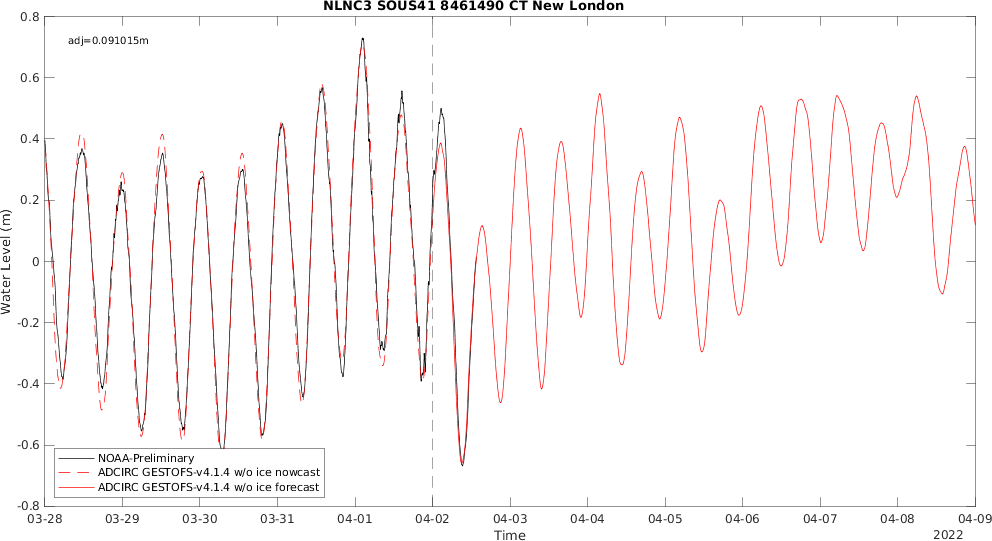 NLNC3 SOUS41 8461490 CT New London
adj=0.091015m
0.8
0.6
0.4
0.2
0
-0.2
-0.4
-0.6
-0.8
Water Level (m)
NOAA-Preliminary
ADCIRC GESTOFS-v4.1.4 w/o ice nowcast
ADCIRC GESTOFS-v4.1.4 w/o ice forecast
03-28 03-29 03-30 03-31 04-01 04-02 04-03 04-04 04-05 04-06 04-07 04-08 04-09
Time
2022